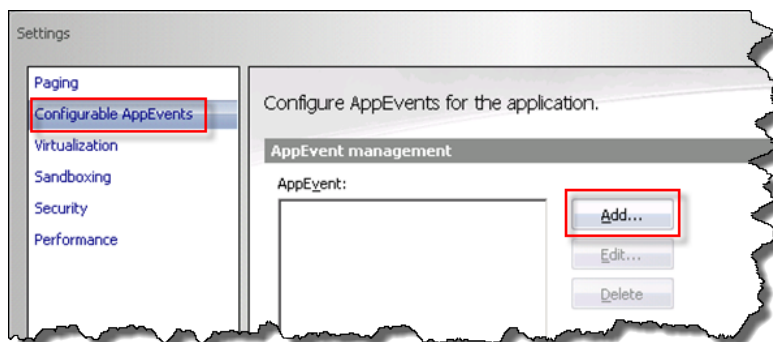 Settings
Paging
Configurable AppEvents
Virtualization
Sandboxing
Security
Performance
Configure AppEvents for the application.
AppEvent management
AppEvent:
Add...
Edit...
Delete